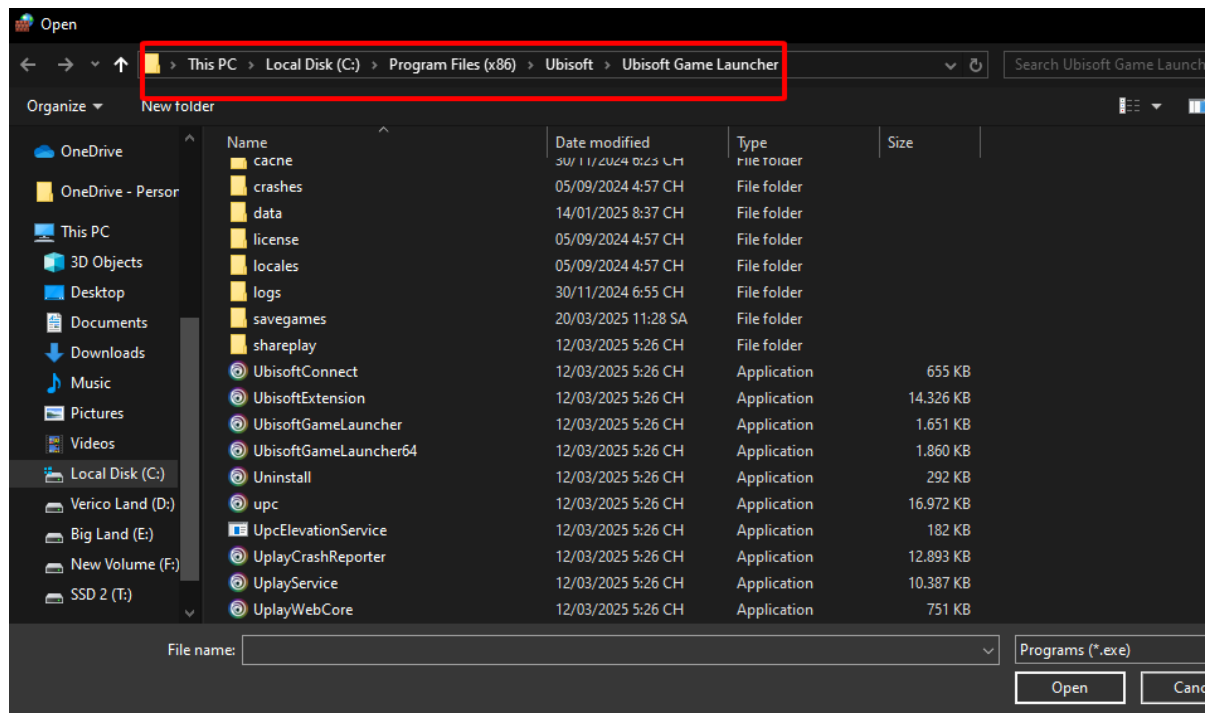 Open
This PC > Local Disk (C:) > Program Files (x86) > Ubisoft > Ubisoft Game Launcher
Search Ubisoft Game Launch
Organize
New folder
Name Date modified Type Size
OneDrive
OneDrive - Person
This PC
3D Objects
Desktop
Documents
Downloads
Music
Pictures
Videos
Local Disk (C:)
Verico Land (D:)
Big Land (E:)
New Volume (F:)
SSD 2 (T:)
cache 30/11/2024 6:23 CH File folder
crashes 05/09/2024 4:57 CH File folder
data 14/01/2025 8:37 CH File folder
license 05/09/2024 4:57 CH File folder
locales 05/09/2024 4:57 CH File folder
logs 30/11/2024 6:55 CH File folder
savegames 20/03/2025 11:28 SA File folder
shareplay 12/03/2025 5:26 CH File folder
UbisoftConnect 12/03/2025 5:26 CH Application 655 KB
UbisoftExtension 12/03/2025 5:26 CH Application 14.326 KB
UbisoftGameLauncher 12/03/2025 5:26 CH Application 1.651 KB
UbisoftGameLauncher64 12/03/2025 5:26 CH Application 1.860 KB
Uninstall 12/03/2025 5:26 CH Application 292 KB
upc 12/03/2025 5:26 CH Application 16.972 KB
UpcElevationService 12/03/2025 5:26 CH Application 182 KB
UplayCrashReporter 12/03/2025 5:26 CH Application 12.893 KB
UplayService 12/03/2025 5:26 CH Application 10.387 KB
UplayWebCore 12/03/2025 5:26 CH Application 751 KB
File name:
Programs (*.exe)
Open
Canc